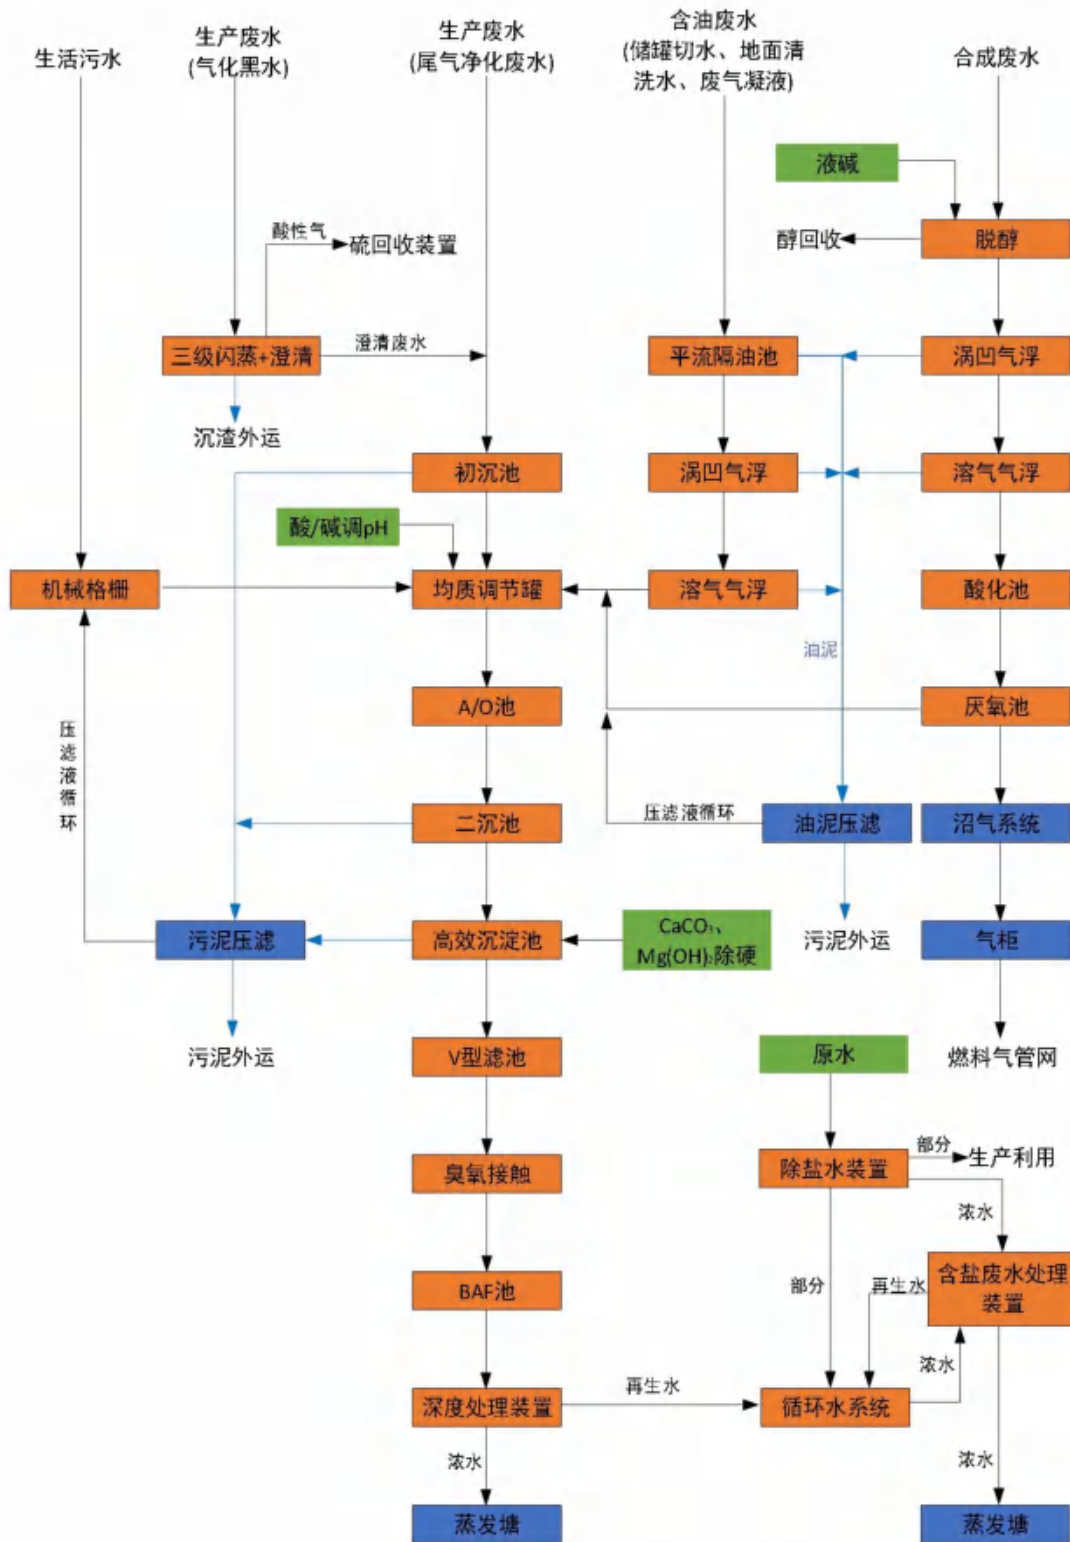 生活污水
生产废水
(气化黑水)
生产废水
(尾气净化废水)
含油废水
(储罐切水、地面清
洗水、废气凝液)
合成废水
液碱
酸性气
硫回收装置
醇回收
脱醇
三级闪蒸+澄清
澄清废水
平流隔油池
涡凹气浮
沉渣外运
初沉池
涡凹气浮
溶气气浮
酸/碱调pH
机械格栅
均质调节罐
溶气气浮
酸化池
油泥
A/O池
厌氧池
压滤液循环
二沉池
压滤液循环
油泥压滤
沼气系统
污泥压滤
高效沉淀池
CaCO₃、
Mg(OH)₂除硬
污泥外运
气柜
污泥外运
V型滤池
原水
燃料气管网
臭氧接触
除盐水装置
部分
生产利用
浓水
BAF池
部分
再生水
含盐废水处理
装置
深度处理装置
再生水
循环水系统
浓水
浓水
浓水
蒸发塘
蒸发塘